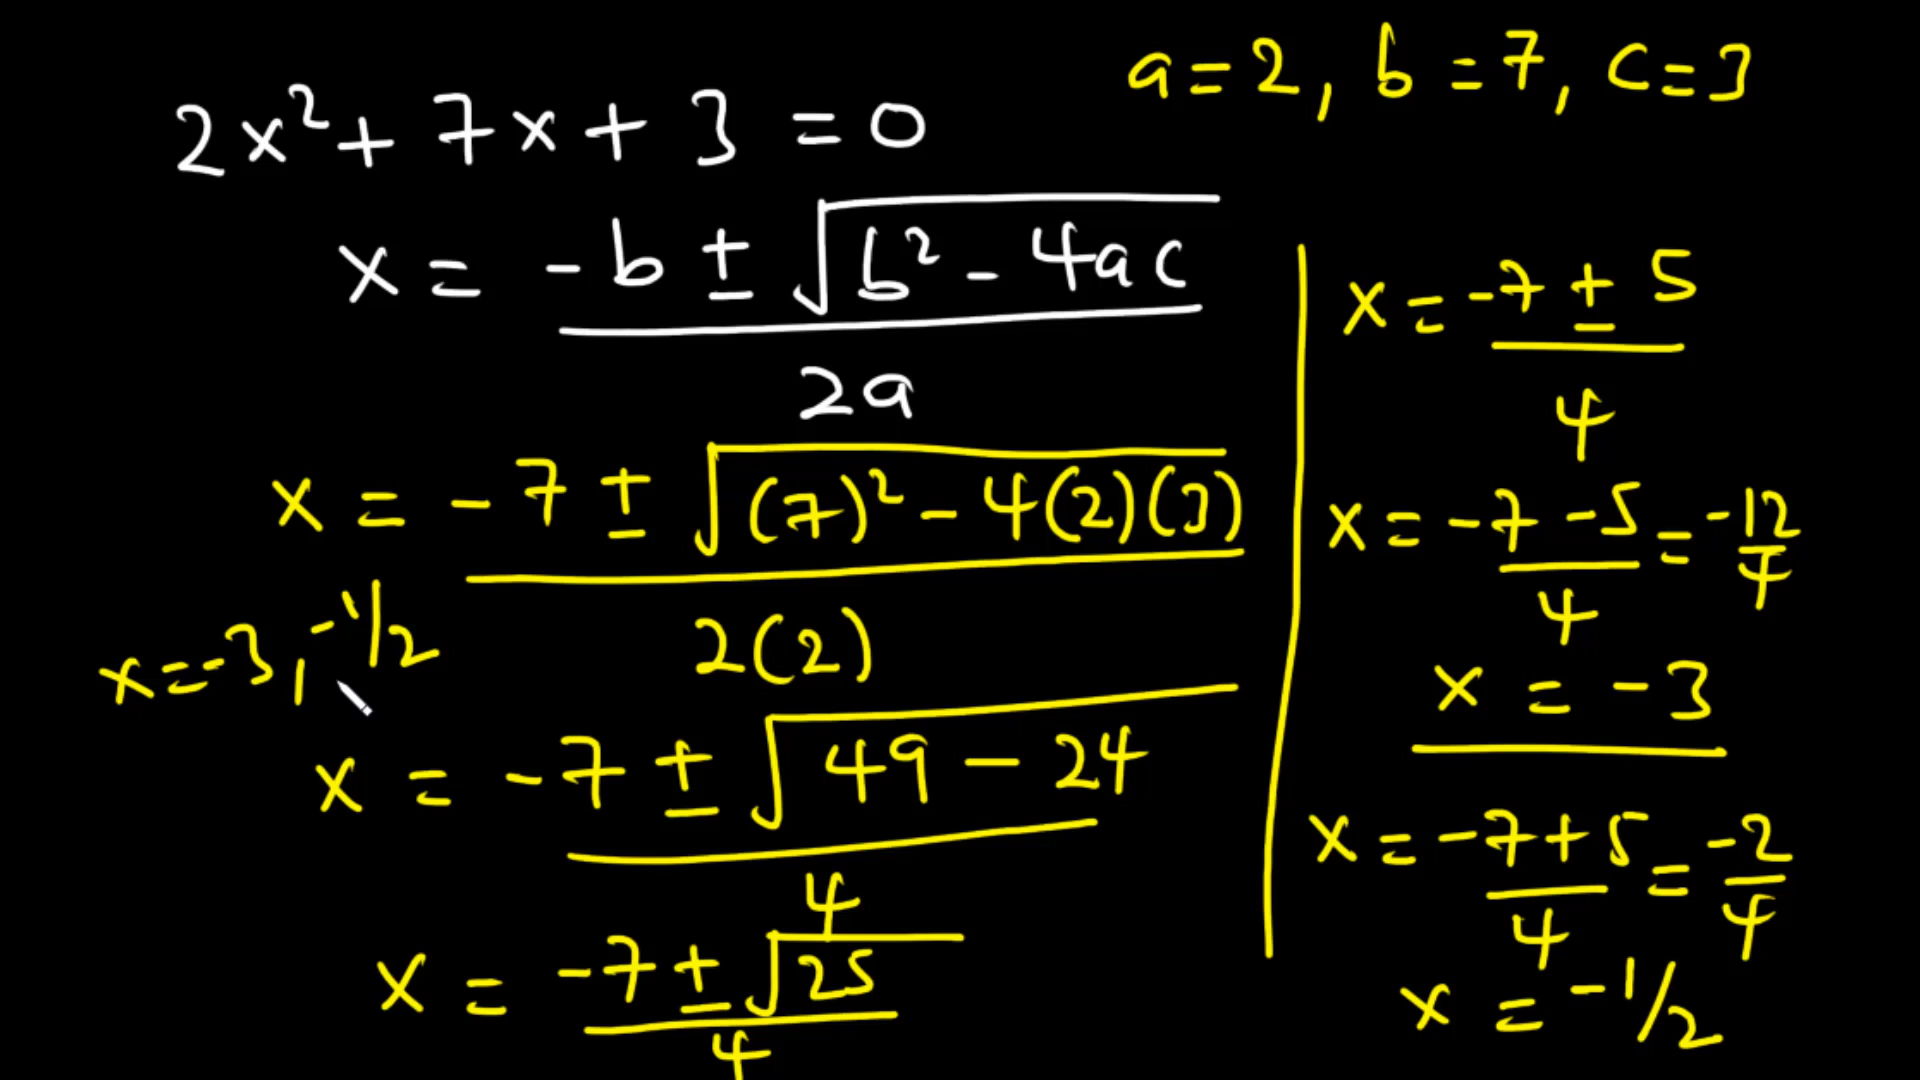 2x² + 7x + 3 = 0
a = 2, b = 7, c = 3
x = -b ± √(b² - 4ac) / 2a
x = -7 ± √((7)² - 4(2)(3)) / 2(2)
x = -3, -1/2
x = -7 ± √(49 - 24) / 4
x = -7 ± √25 / 4
x = -7 ± 5 / 4
x = -7 - 5 / 4 = -12 / 4
x = -3
x = -7 + 5 / 4 = -2 / 4
x = -1/2